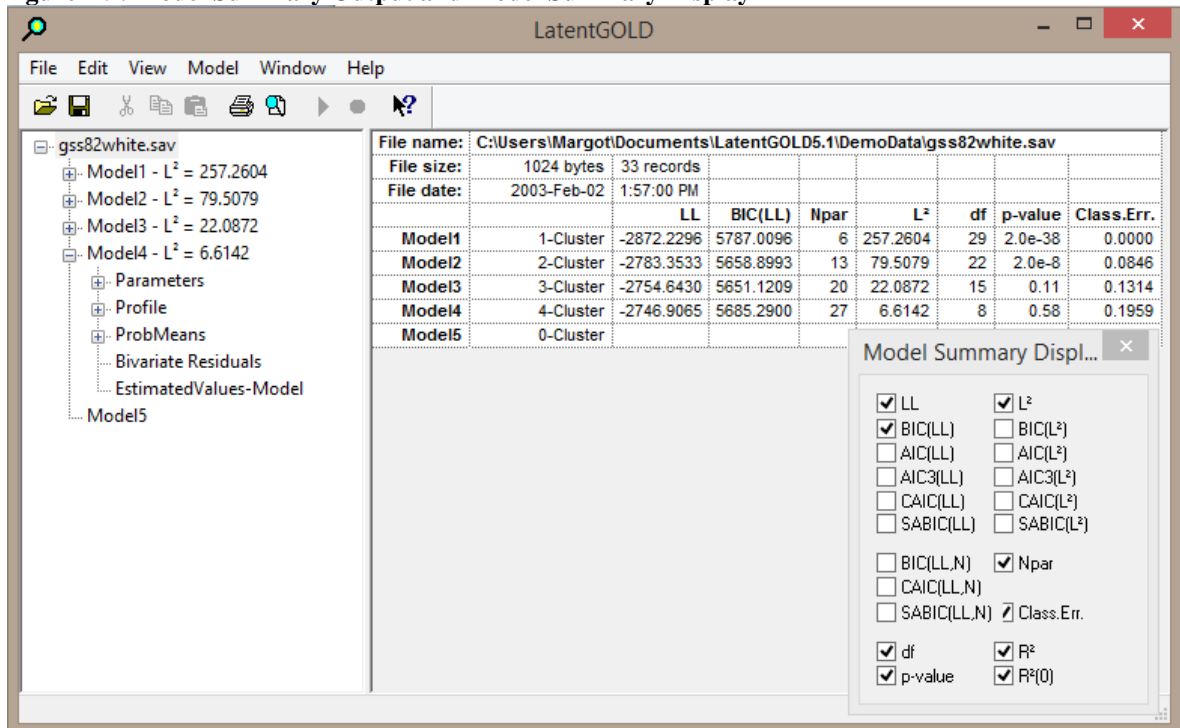 LatentGOLD
File Edit View Model Window Help
gss82white.sav
Model1 - L² = 257.2604
Model2 - L² = 79.5079
Model3 - L² = 22.0872
Model4 - L² = 6.6142
Parameters
Profile
ProbMeans
Bivariate Residuals
EstimatedValues-Model
Model5
File name: C:\Users\Margot\Documents\LatentGOLD5.1\DemoData\gss82white.sav
File size: 1024 bytes 33 records
File date: 2003-Feb-02 1:57:00 PM
LL BIC(LL) Npar L² df p-value Class.Err.
Model1 1-Cluster -2872.2296 5787.0096 6 257.2604 29 2.0e-38 0.0000
Model2 2-Cluster -2783.3533 5658.8993 13 79.5079 22 2.0e-8 0.0846
Model3 3-Cluster -2754.6430 5651.1209 20 22.0872 15 0.11 0.1314
Model4 4-Cluster -2746.9065 5685.2900 27 6.6142 8 0.58 0.1959
Model5 0-Cluster
Model Summary Displ...
LL L²
BIC(LL) BIC(L²)
AIC(LL) AIC(L²)
AIC3(LL) AIC3(L²)
CAIC(LL) CAIC(L²)
SABIC(LL) SABIC(L²)
BIC(LL,N) Npar
CAIC(LL,N)
SABIC(LL,N) Class.Err.
df R²
p-value R²(0)